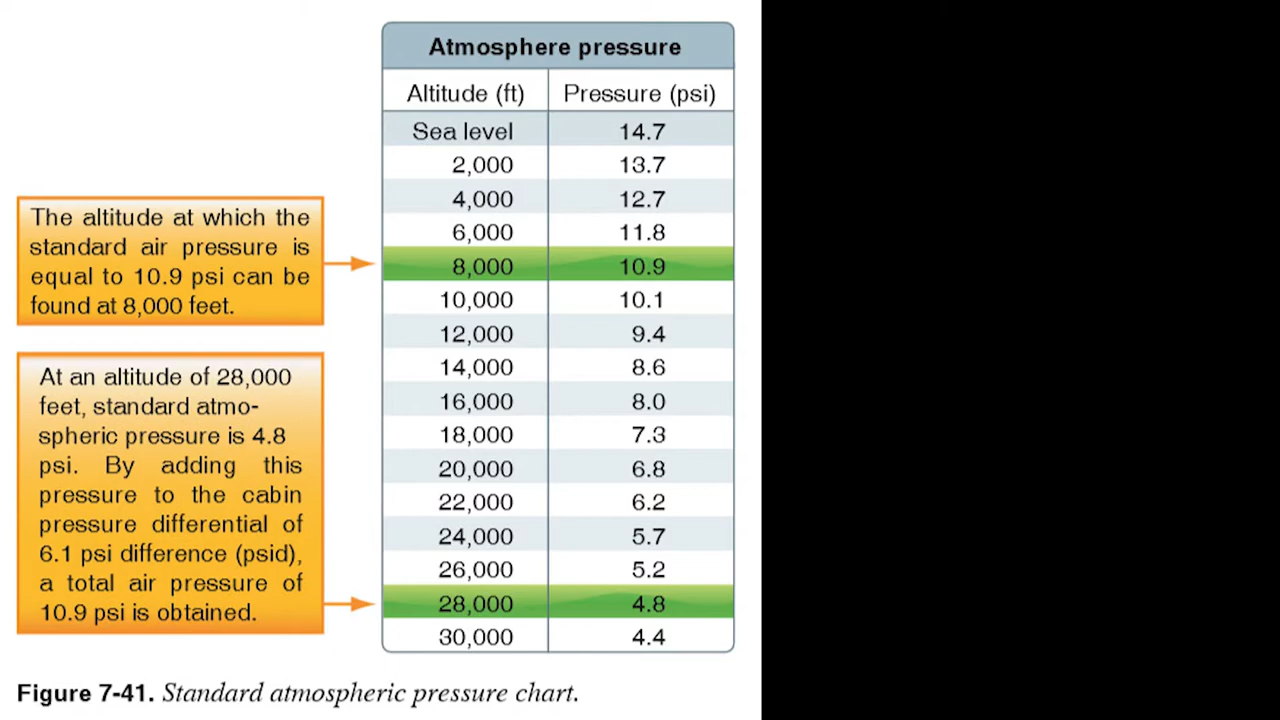 Atmosphere pressure
Altitude (ft) Pressure (psi)
Sea level 14.7
2,000 13.7
4,000 12.7
6,000 11.8
8,000 10.9
10,000 10.1
12,000 9.4
14,000 8.6
16,000 8.0
18,000 7.3
20,000 6.8
22,000 6.2
24,000 5.7
26,000 5.2
28,000 4.8
30,000 4.4
The altitude at which the
standard air pressure is
equal to 10.9 psi can be
found at 8,000 feet.
At an altitude of 28,000
feet, standard atmo-
spheric pressure is 4.8
psi. By adding this
pressure to the cabin
pressure differential of
6.1 psi difference (psid),
a total air pressure of
10.9 psi is obtained.
Figure 7-41. Standard atmospheric pressure chart.